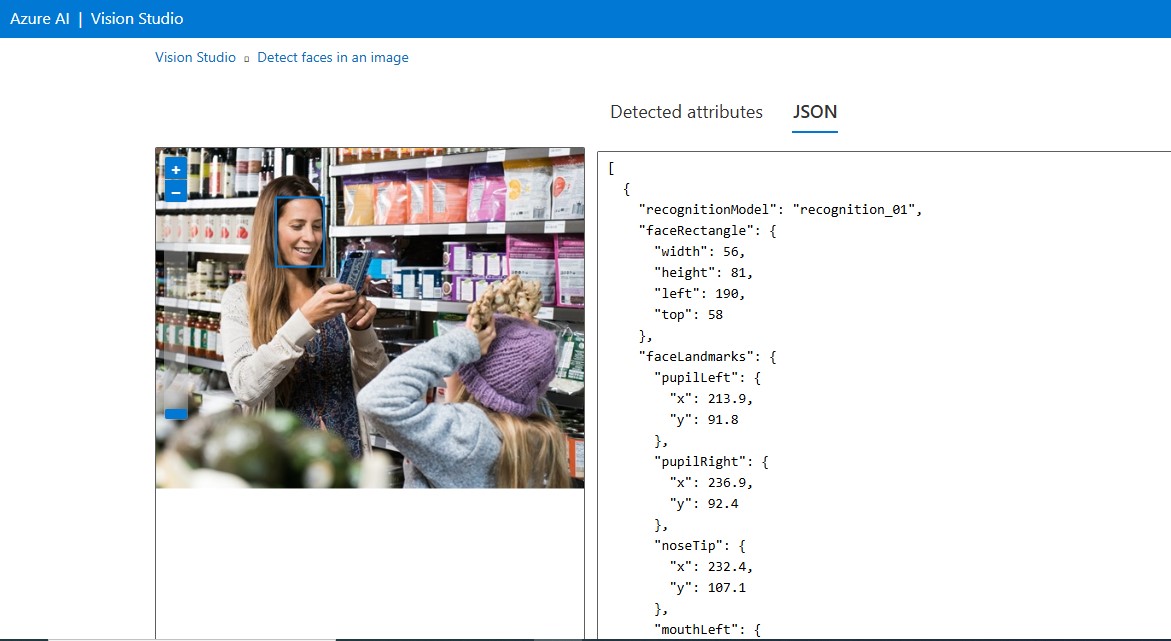 Azure AI | Vision Studio
Vision Studio ▫ Detect faces in an image
Detected attributes JSON
+
−
[
{
"recognitionModel": "recognition_01",
"faceRectangle": {
"width": 56,
"height": 81,
"left": 190,
"top": 58
},
"faceLandmarks": {
"pupilLeft": {
"x": 213.9,
"y": 91.8
},
"pupilRight": {
"x": 236.9,
"y": 92.4
},
"noseTip": {
"x": 232.4,
"y": 107.1
},
"mouthLeft": {